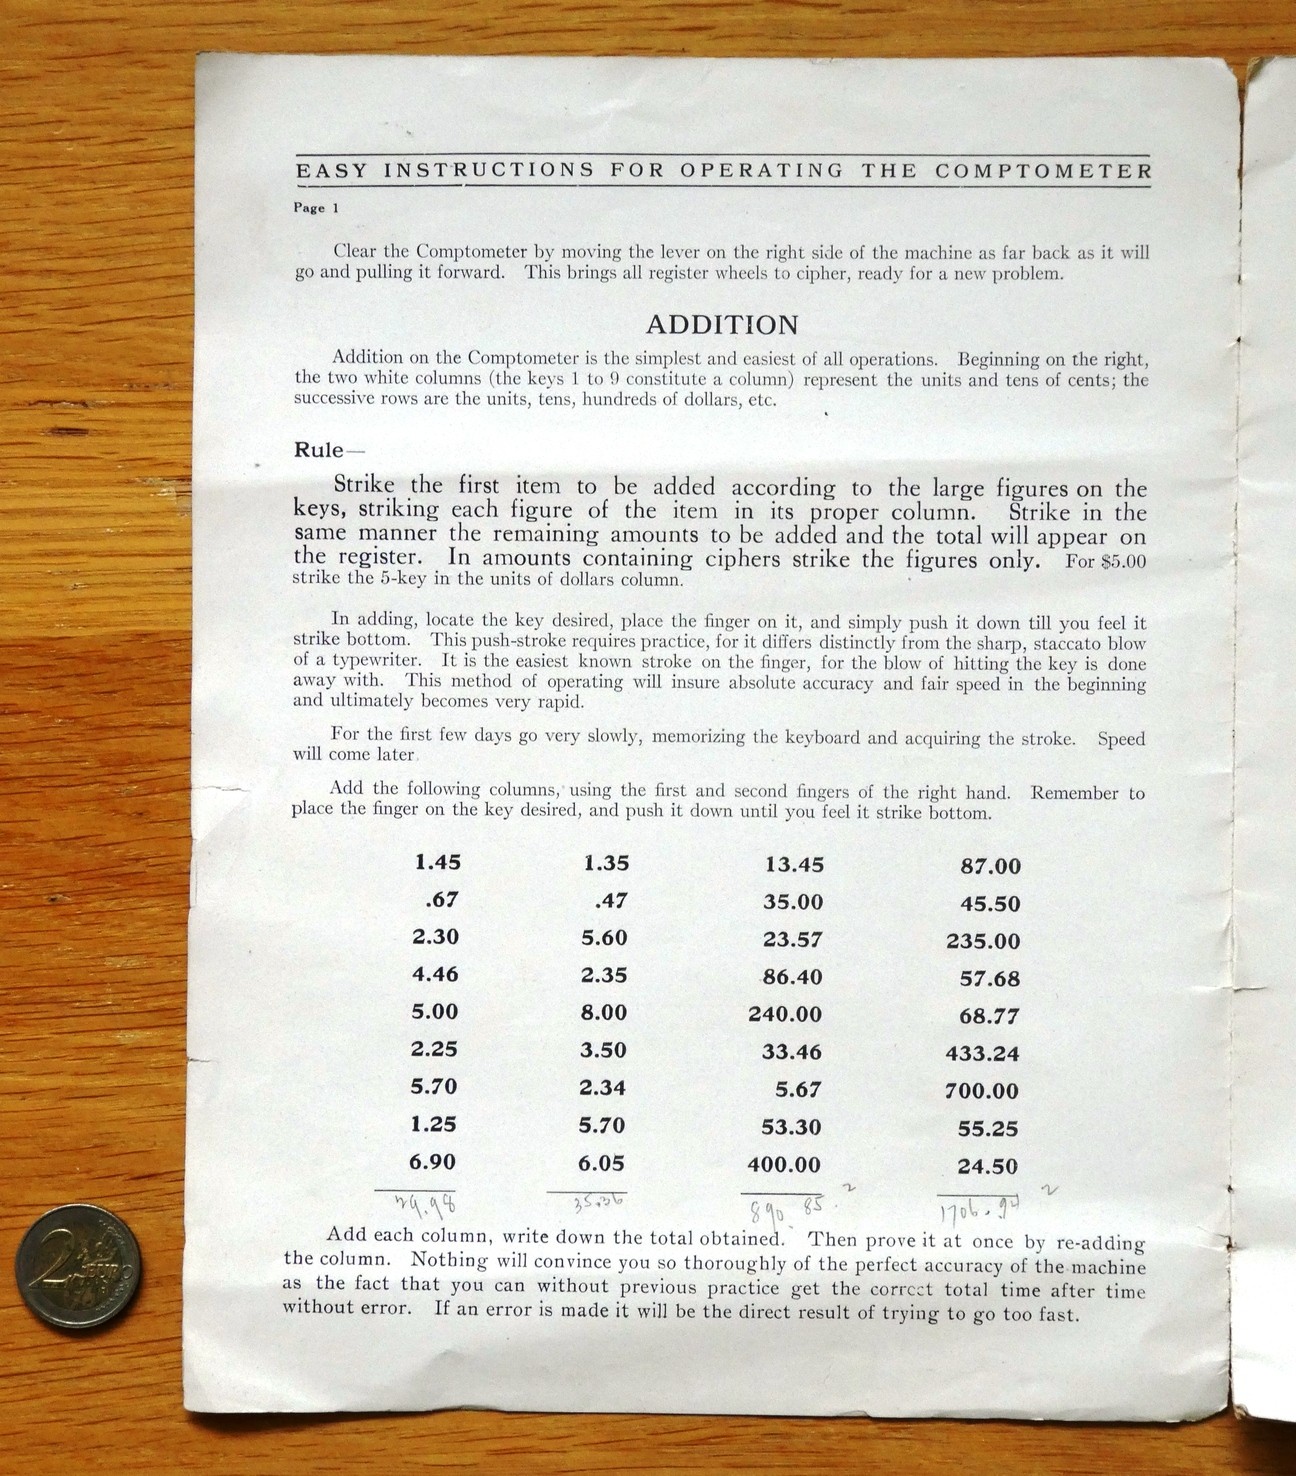 EASY INSTRUCTIONS FOR OPERATING THE COMPTOMETER
Page 1
Clear the Comptometer by moving the lever on the right side of the machine as far back as it will
go and pulling it forward. This brings all register wheels to cipher, ready for a new problem.
ADDITION
Addition on the Comptometer is the simplest and easiest of all operations. Beginning on the right,
the two white columns (the keys 1 to 9 constitute a column) represent the units and tens of cents; the
successive rows are the units, tens, hundreds of dollars, etc.
Rule—
Strike the first item to be added according to the large figures on the
keys, striking each figure of the item in its proper column. Strike in the
same manner the remaining amounts to be added and the total will appear on
the register. In amounts containing ciphers strike the figures only. For $5.00
strike the 5-key in the units of dollars column.
In adding, locate the key desired, place the finger on it, and simply push it down till you feel it
strike bottom. This push-stroke requires practice, for it differs distinctly from the sharp, staccato blow
of a typewriter. It is the easiest known stroke on the finger, for the blow of hitting the key is done
away with. This method of operating will insure absolute accuracy and fair speed in the beginning
and ultimately becomes very rapid.
For the first few days go very slowly, memorizing the keyboard and acquiring the stroke. Speed
will come later.
Add the following columns, using the first and second fingers of the right hand. Remember to
place the finger on the key desired, and push it down until you feel it strike bottom.
1.45 1.35 13.45 87.00
.67 .47 35.00 45.50
2.30 5.60 23.57 235.00
4.46 2.35 86.40 57.68
5.00 8.00 240.00 68.77
2.25 3.50 33.46 433.24
5.70 2.34 5.67 700.00
1.25 5.70 53.30 55.25
6.90 6.05 400.00 24.50
29.98 35.36 890.85 2 1706.94 2
Add each column, write down the total obtained. Then prove it at once by re-adding
the column. Nothing will convince you so thoroughly of the perfect accuracy of the machine
as the fact that you can without previous practice get the correct total time after time
without error. If an error is made it will be the direct result of trying to go too fast.
2